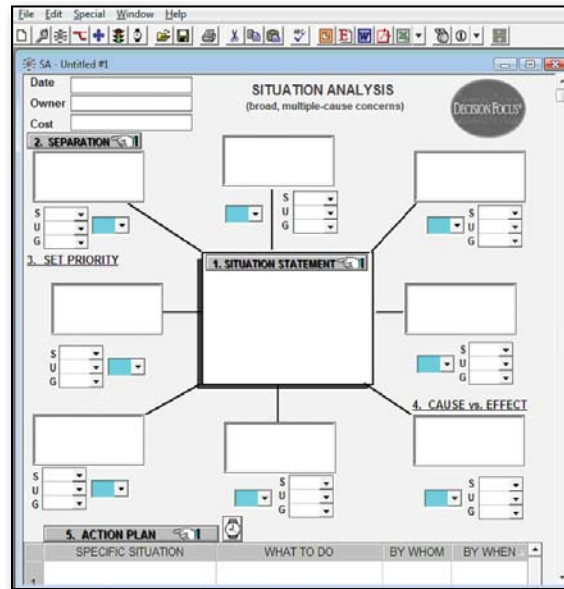 File Edit Special Window Help
SA - Untitled #1
Date
SITUATION ANALYSIS
Owner
(broad, multiple-cause concerns)
DECISION FOCUS®
Cost
2. SEPARATION
S
U
G
S
U
G
S
U
G
3. SET PRIORITY
1. SITUATION STATEMENT
S
U
G
S
U
G
4. CAUSE vs. EFFECT
S
U
G
S
U
G
S
U
G
5. ACTION PLAN
SPECIFIC SITUATION WHAT TO DO BY WHOM BY WHEN
1